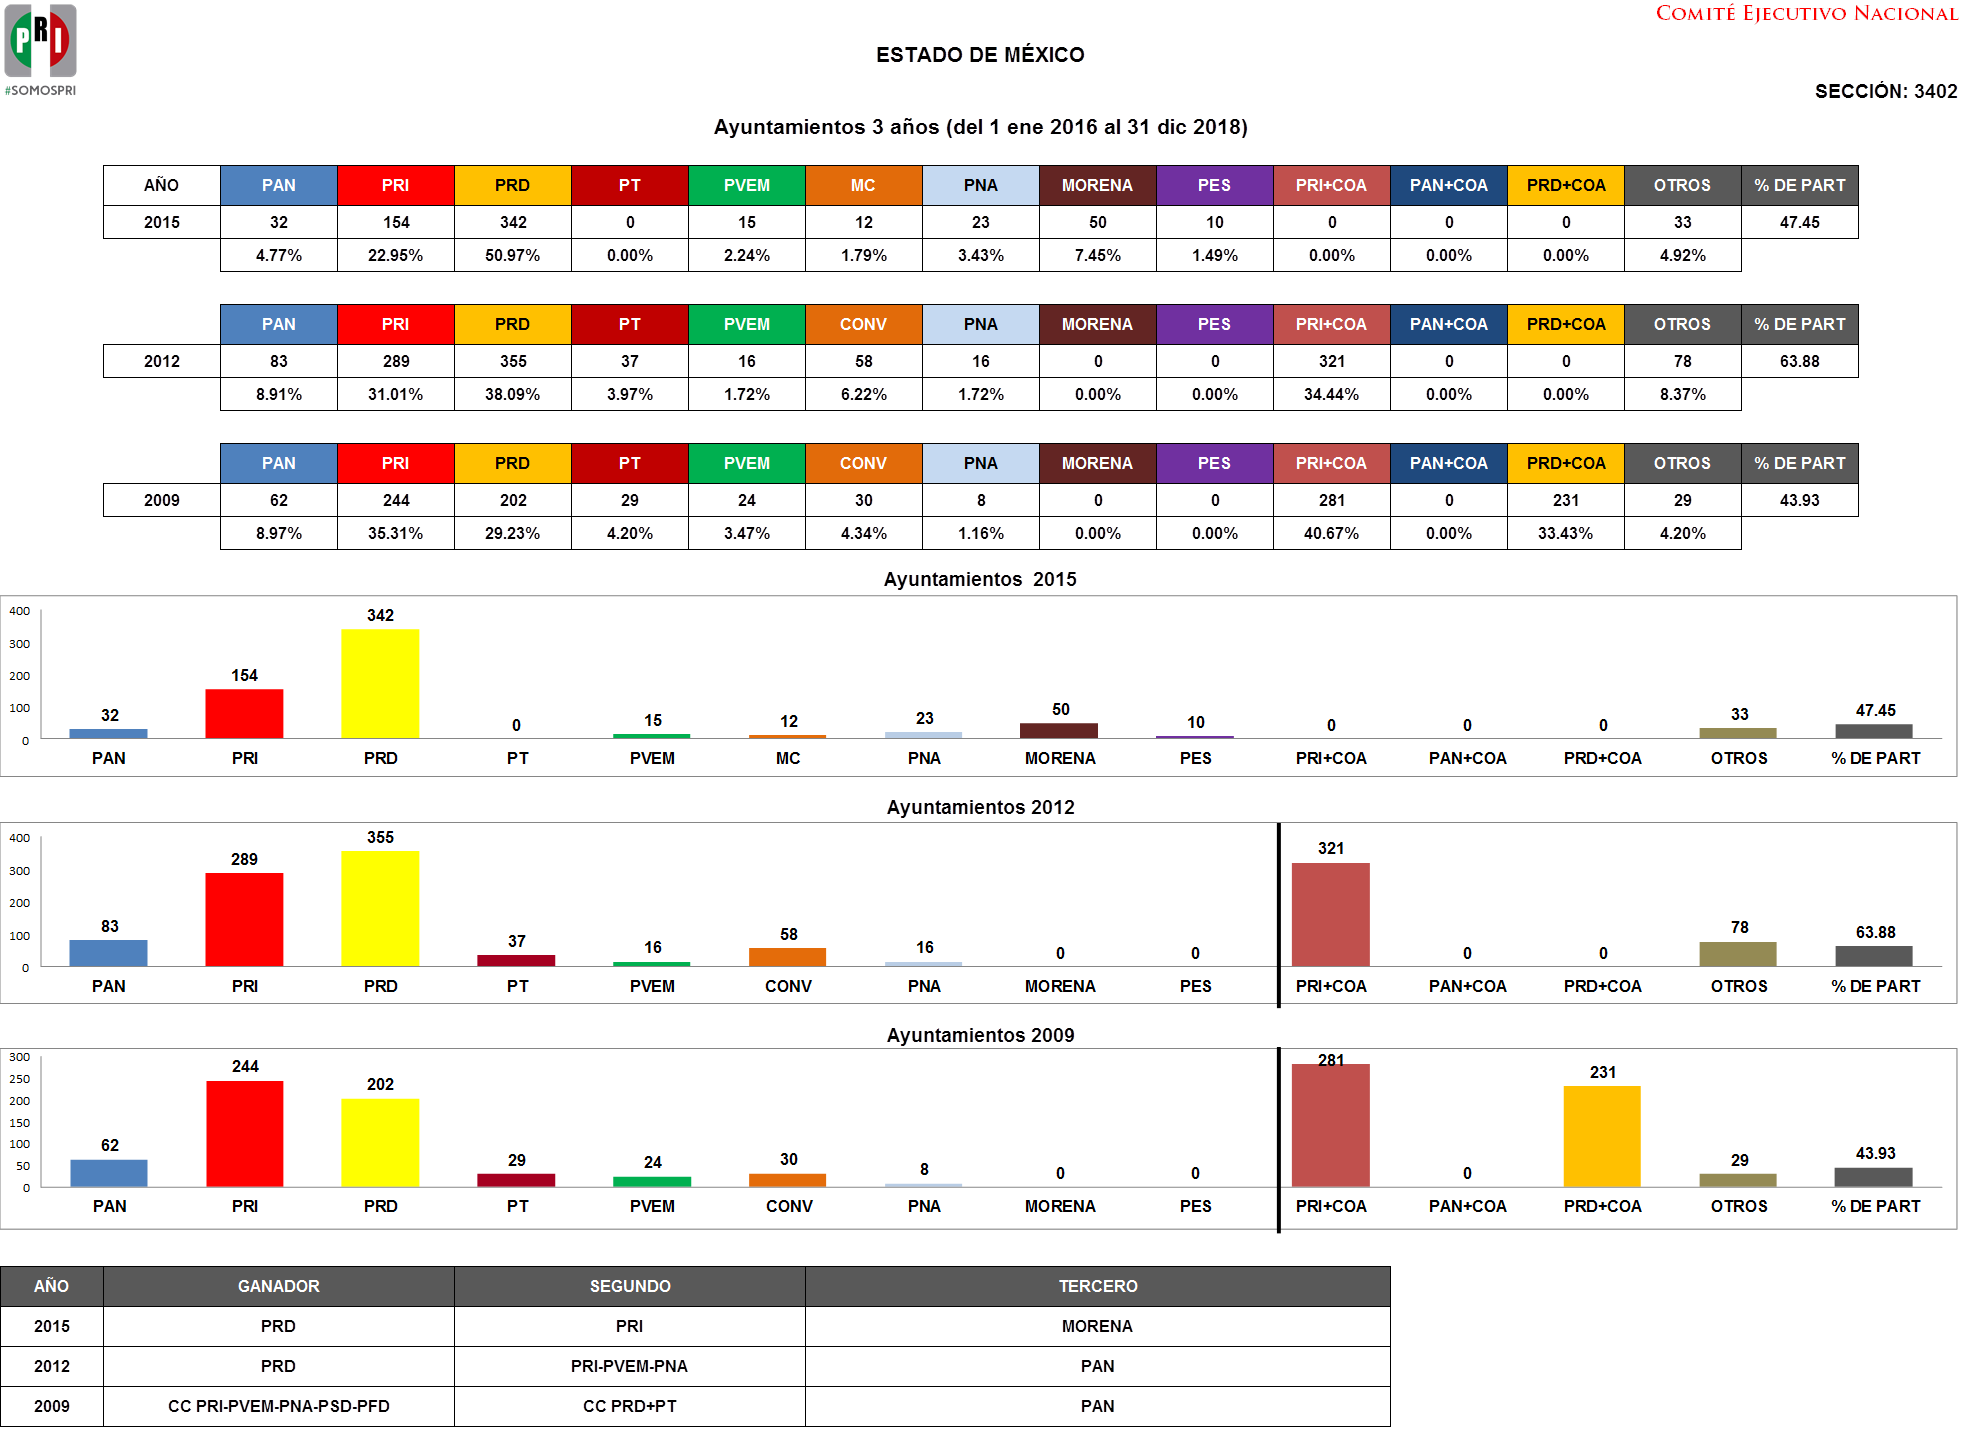 PRI
#SOMOSPRI
COMITÉ EJECUTIVO NACIONAL
ESTADO DE MÉXICO
SECCIÓN: 3402
Ayuntamientos 3 años (del 1 ene 2016 al 31 dic 2018)
AÑO PAN PRI PRD PT PVEM MC PNA MORENA PES PRI+COA PAN+COA PRD+COA OTROS % DE PART
2015 32 154 342 0 15 12 23 50 10 0 0 0 33 47.45
4.77% 22.95% 50.97% 0.00% 2.24% 1.79% 3.43% 7.45% 1.49% 0.00% 0.00% 0.00% 4.92%
PAN PRI PRD PT PVEM CONV PNA MORENA PES PRI+COA PAN+COA PRD+COA OTROS % DE PART
2012 83 289 355 37 16 58 16 0 0 321 0 0 78 63.88
8.91% 31.01% 38.09% 3.97% 1.72% 6.22% 1.72% 0.00% 0.00% 34.44% 0.00% 0.00% 8.37%
PAN PRI PRD PT PVEM CONV PNA MORENA PES PRI+COA PAN+COA PRD+COA OTROS % DE PART
2009 62 244 202 29 24 30 8 0 0 281 0 231 29 43.93
8.97% 35.31% 29.23% 4.20% 3.47% 4.34% 1.16% 0.00% 0.00% 40.67% 0.00% 33.43% 4.20%
Ayuntamientos 2015
400
300
200
100
0
32 154 342 0 15 12 23 50 10 0 0 0 33 47.45
PAN PRI PRD PT PVEM MC PNA MORENA PES PRI+COA PAN+COA PRD+COA OTROS % DE PART
Ayuntamientos 2012
400
300
200
100
0
83 289 355 37 16 58 16 0 0 321 0 0 78 63.88
PAN PRI PRD PT PVEM CONV PNA MORENA PES PRI+COA PAN+COA PRD+COA OTROS % DE PART
Ayuntamientos 2009
300
250
200
150
100
50
0
62 244 202 29 24 30 8 0 0 281 0 231 29 43.93
PAN PRI PRD PT PVEM CONV PNA MORENA PES PRI+COA PAN+COA PRD+COA OTROS % DE PART
AÑO GANADOR SEGUNDO TERCERO
2015 PRD PRI MORENA
2012 PRD PRI-PVEM-PNA PAN
2009 CC PRI-PVEM-PNA-PSD-PFD CC PRD+PT PAN